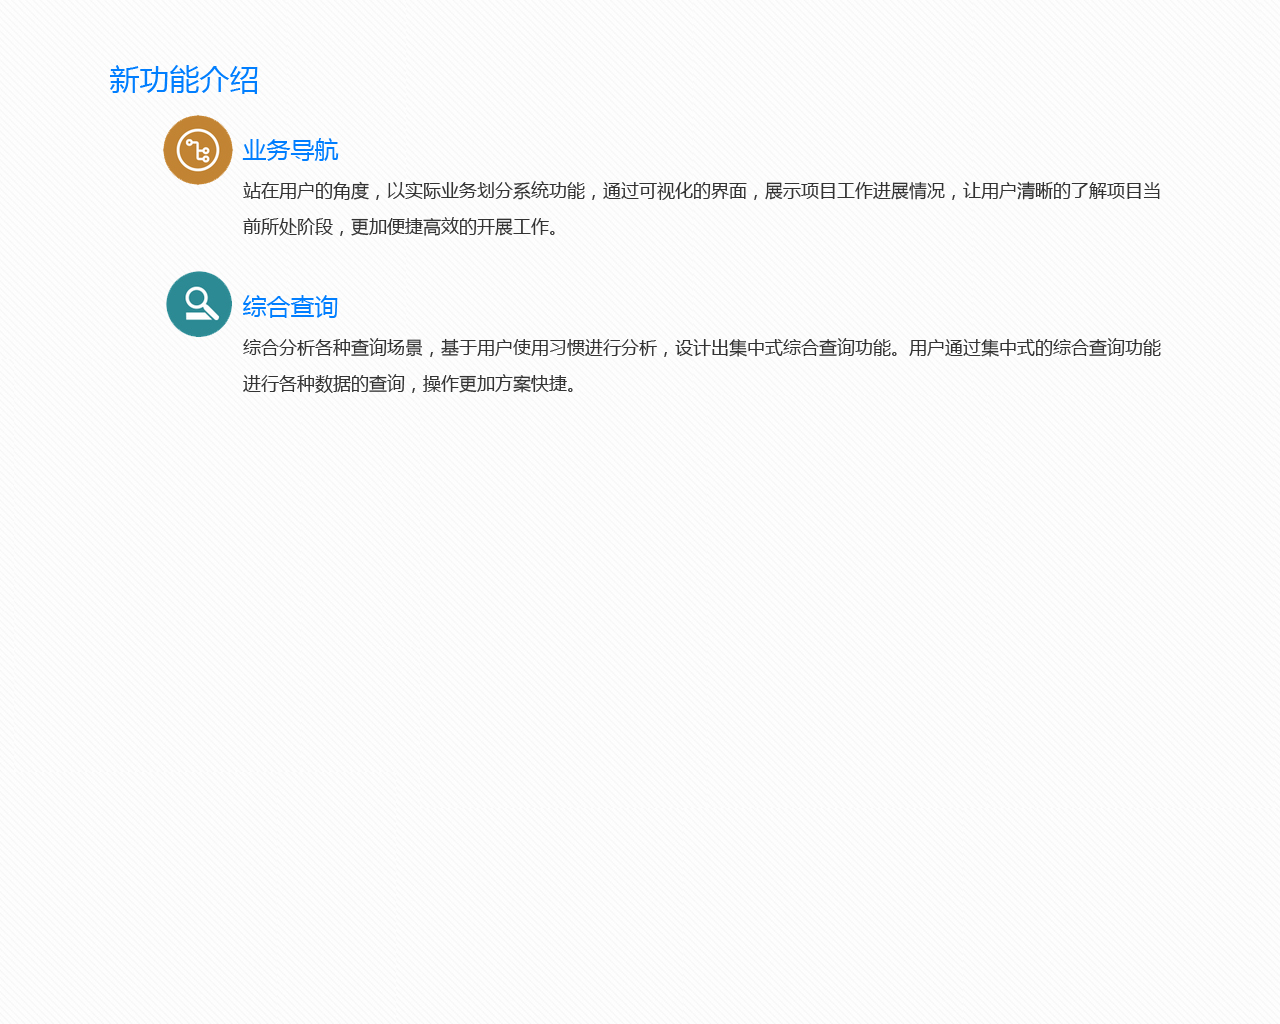 新功能介绍
业务导航
站在用户的角度，以实际业务划分系统功能，通过可视化的界面，展示项目工作进展情况，让用户清晰的了解项目当
前所处阶段，更加便捷高效的开展工作。
综合查询
综合分析各种查询场景，基于用户使用习惯进行分析，设计出集中式综合查询功能。用户通过集中式的综合查询功能
进行各种数据的查询，操作更加方案快捷。